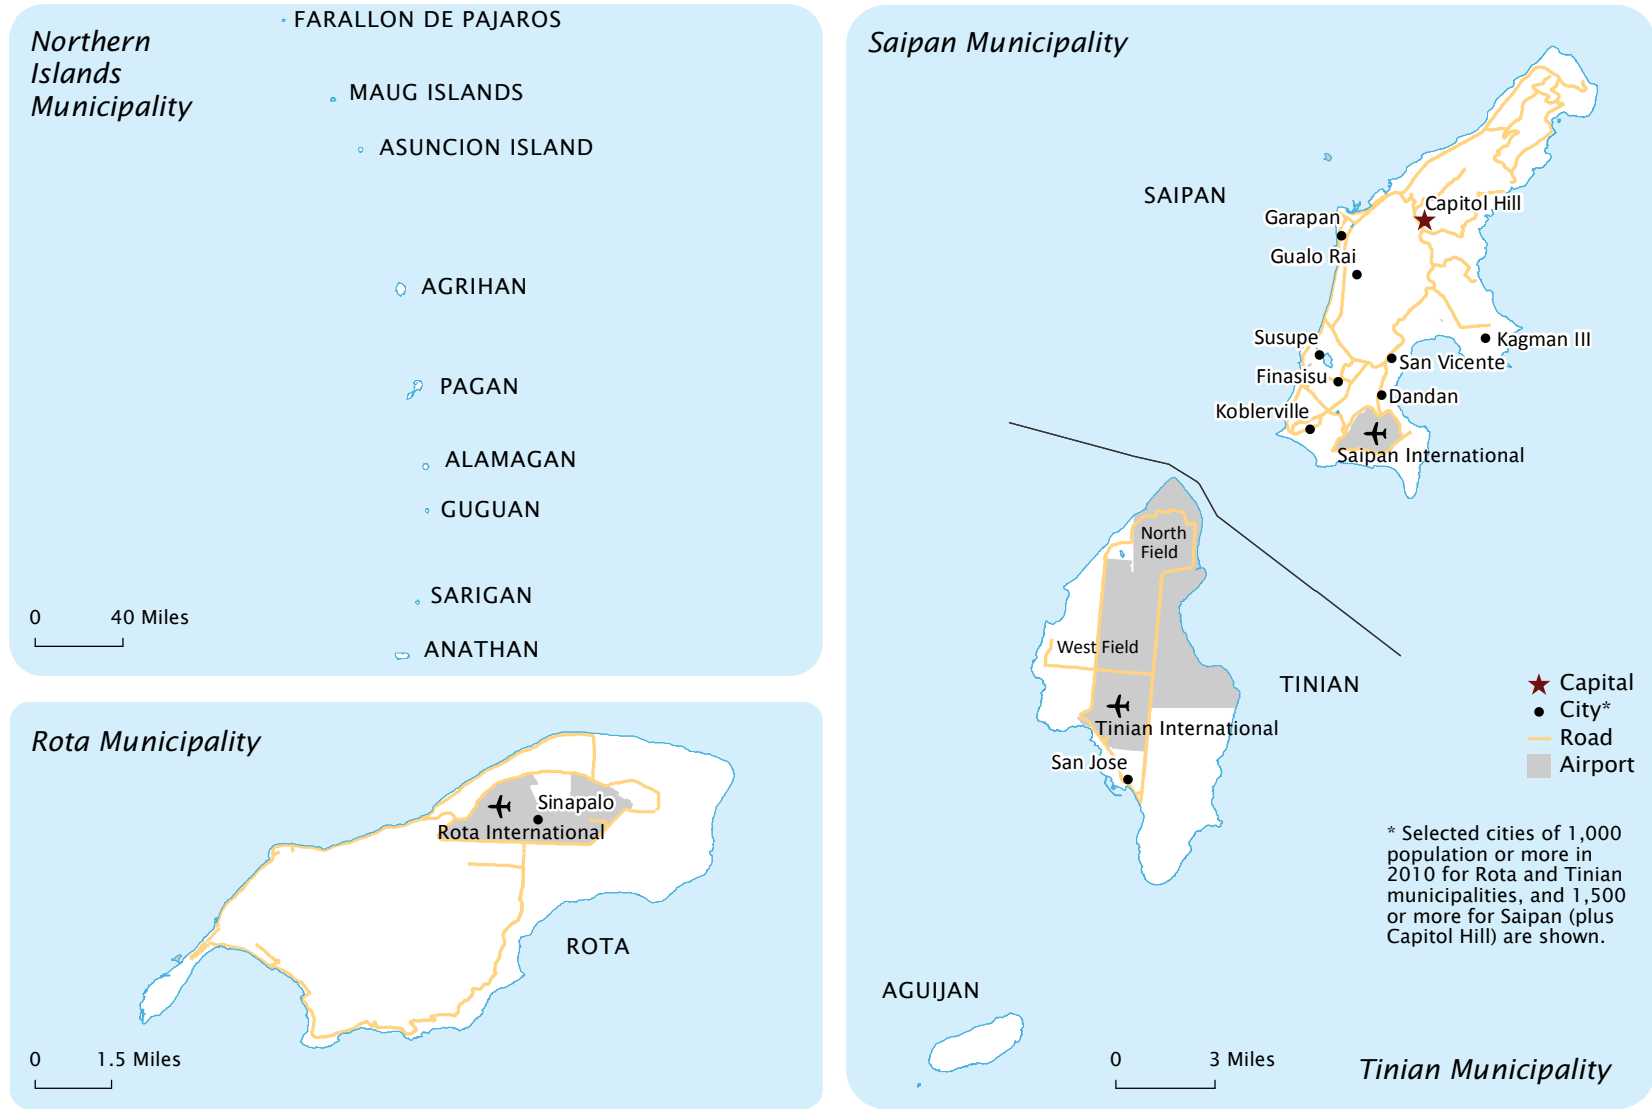 Northern
Islands
Municipality
FARALLON DE PAJAROS
MAUG ISLANDS
ASUNCION ISLAND
AGRIHAN
PAGAN
ALAMAGAN
GUGUAN
SARIGAN
ANATHAN
0 40 Miles
Rota Municipality
Sinapalo
Rota International
ROTA
0 1.5 Miles
Saipan Municipality
SAIPAN
Capitol Hill
Garapan
Gualo Rai
Susupe
Kagman III
San Vicente
Finasisu
Dandan
Koblerville
Saipan International
North
Field
West Field
TINIAN
Tinian International
San Jose
Capital
City*
Road
Airport
* Selected cities of 1,000
population or more in
2010 for Rota and Tinian
municipalities, and 1,500
or more for Saipan (plus
Capitol Hill) are shown.
AGUIJAN
0 3 Miles
Tinian Municipality